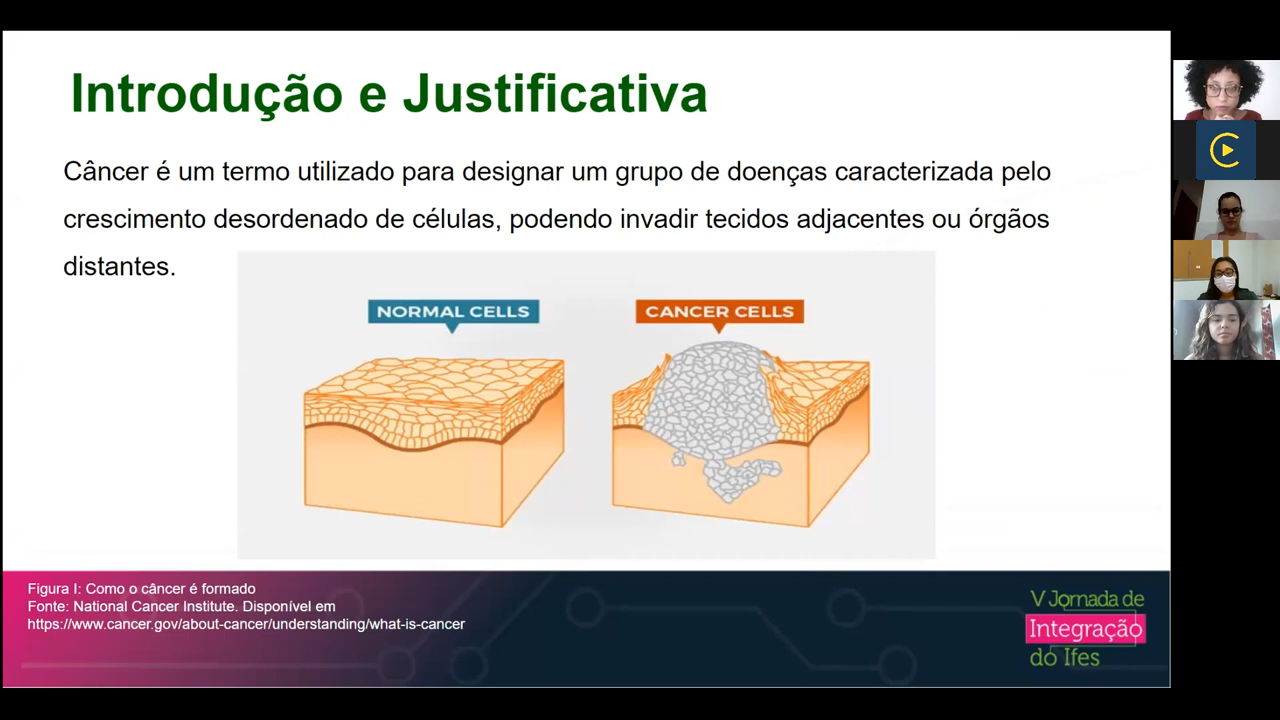 Introdução e Justificativa
Câncer é um termo utilizado para designar um grupo de doenças caracterizada pelo
crescimento desordenado de células, podendo invadir tecidos adjacentes ou órgãos
distantes.
NORMAL CELLS
CANCER CELLS
Figura I: Como o câncer é formado
Fonte: National Cancer Institute. Disponível em
https://www.cancer.gov/about-cancer/understanding/what-is-cancer
V Jornada de
Integração
do Ifes